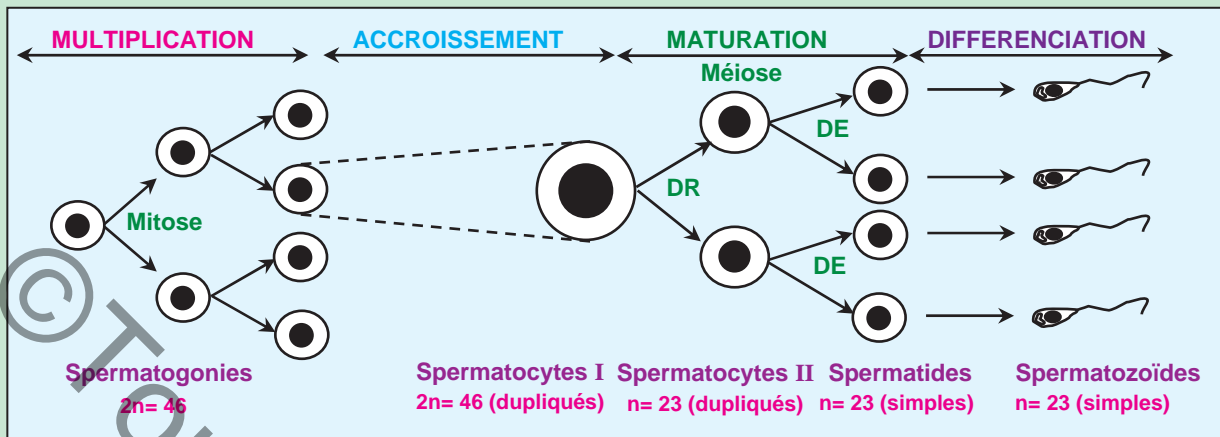 MULTIPLICATION ACCROISSEMENT MATURATION DIFFERENCIATION
Méiose
DE
DR
Mitose
DE
Spermatogonies Spermatocytes I Spermatocytes II Spermatides Spermatozoïdes
2n= 46 2n= 46 (dupliqués) n= 23 (dupliqués) n= 23 (simples) n= 23 (simples)